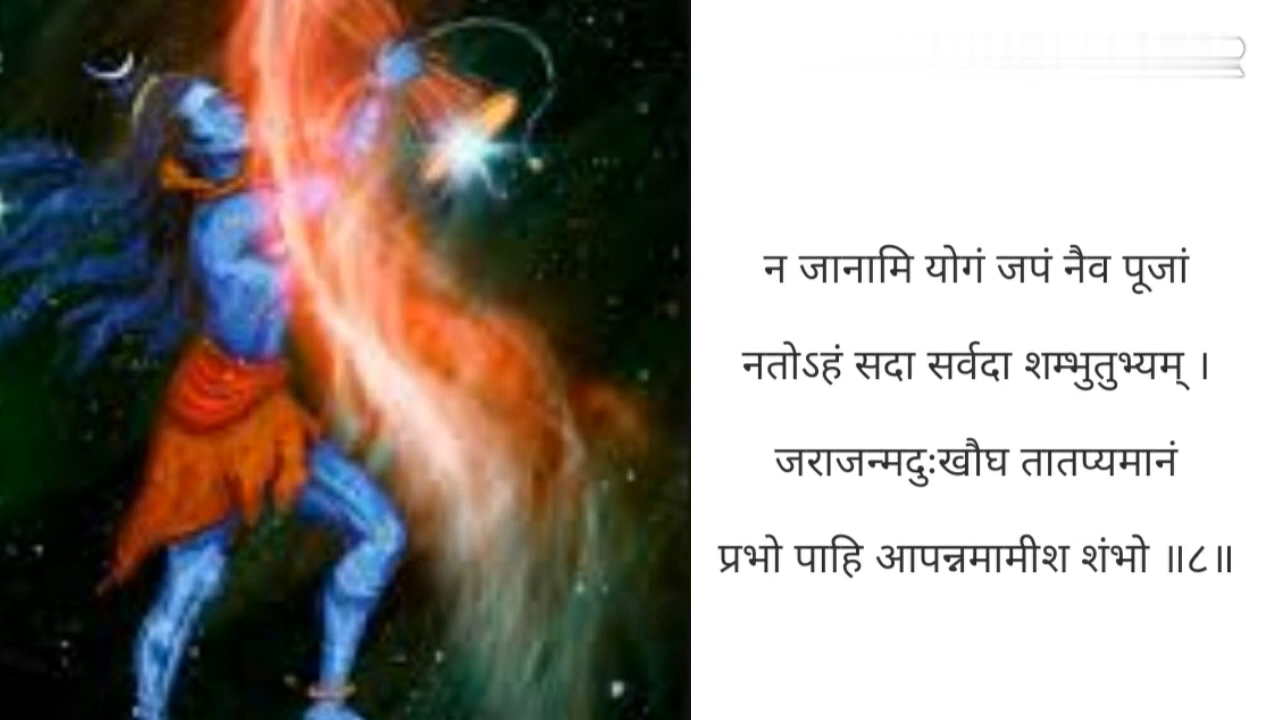 न जानामि योगं जपं नैव पूजां
नतोऽहं सदा सर्वदा शम्भुतुभ्यम् ।
जराजन्मदुःखौघ तातप्यमानं
प्रभो पाहि आपन्नमामीश शंभो ॥८॥